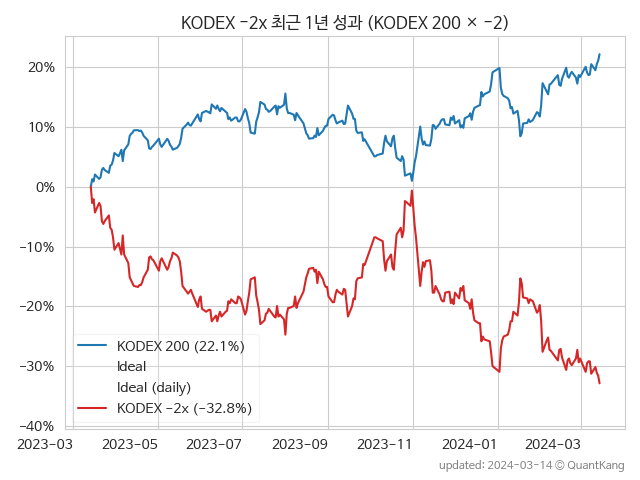 KODEX −2x 최근 1년 성과 (KODEX 200 × −2)
20%
10%
0%
−10%
−20%
−30%
−40%
KODEX 200 (22.1%)
Ideal
Ideal (daily)
KODEX −2x (−32.8%)
2023-03
2023-05
2023-07
2023-09
2023-11
2024-01
2024-03
updated: 2024-03-14 © QuantKang